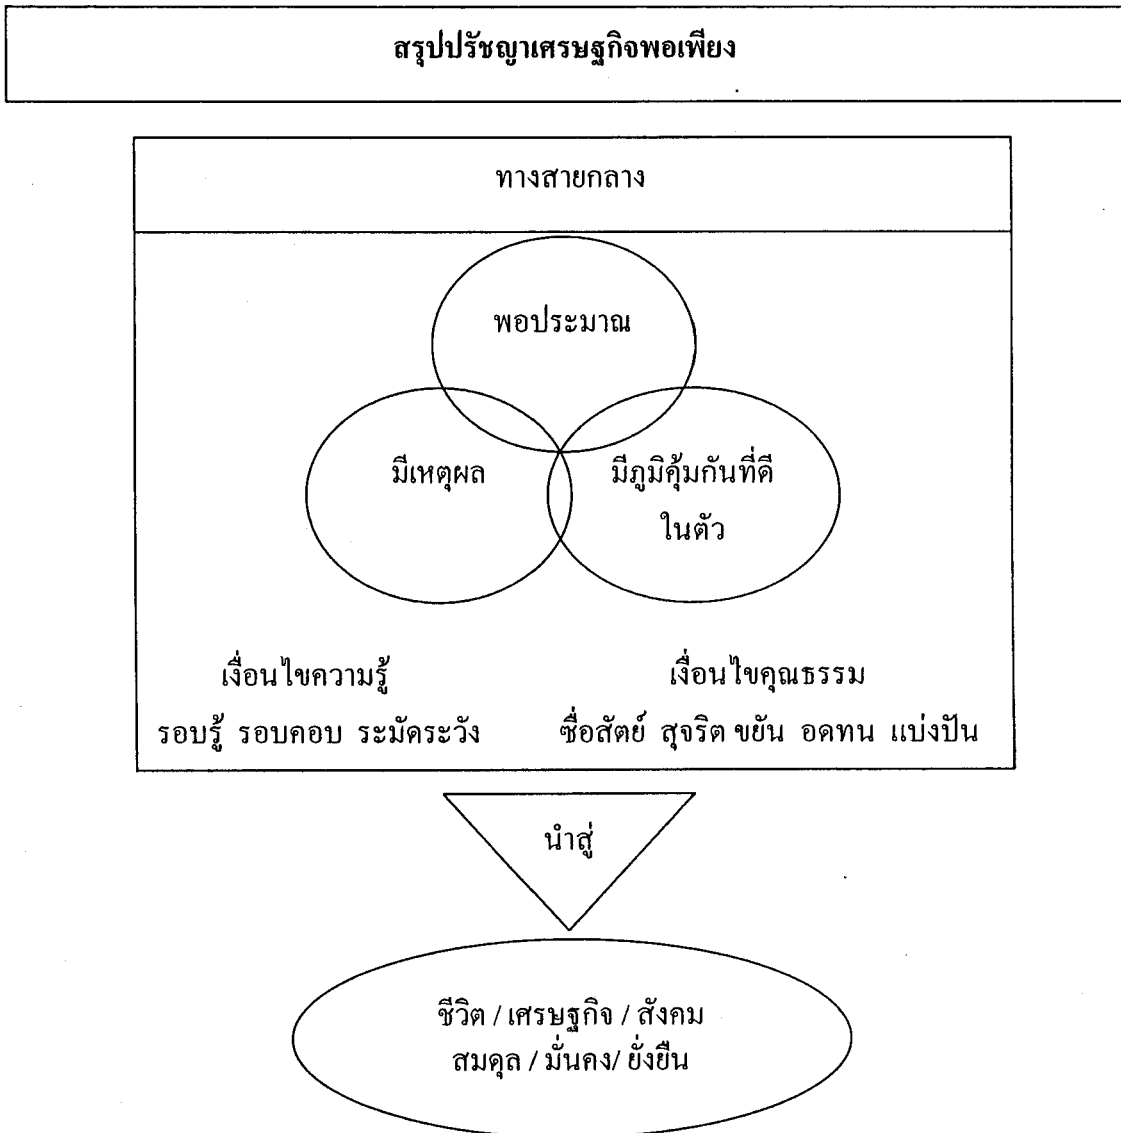 สรุปปรัชญาเศรษฐกิจพอเพียง
ทางสายกลาง
พอประมาณ
มีเหตุผล
มีภูมิคุ้มกันที่ดี
ในตัว
เงื่อนไขความรู้
รอบรู้ รอบคอบ ระมัดระวัง
เงื่อนไขคุณธรรม
ซื่อสัตย์ สุจริต ขยัน อดทน แบ่งปัน
นำสู่
ชีวิต / เศรษฐกิจ / สังคม
สมดุล / มั่นคง/ ยั่งยืน